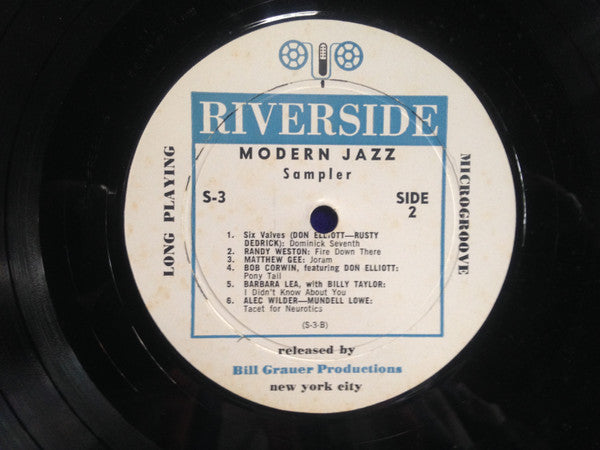 RIVERSIDE
MODERN JAZZ
Sampler
S-3
SIDE
2
LONG PLAYING
MICROGROOVE
1. Six Valves (DON ELLIOTT—RUSTY
DEDRICK): Dominick Seventh
2. RANDY WESTON: Fire Down There
3. MATTHEW GEE: Joram
4. BOB CORWIN, featuring DON ELLIOTT:
Pony Tail
5. BARBARA LEA, with BILLY TAYLOR:
I Didn't Know About You
6. ALEC WILDER—MUNDELL LOWE:
Tacet for Neurotics
(S-3-B)
released by
Bill Grauer Productions
new york city